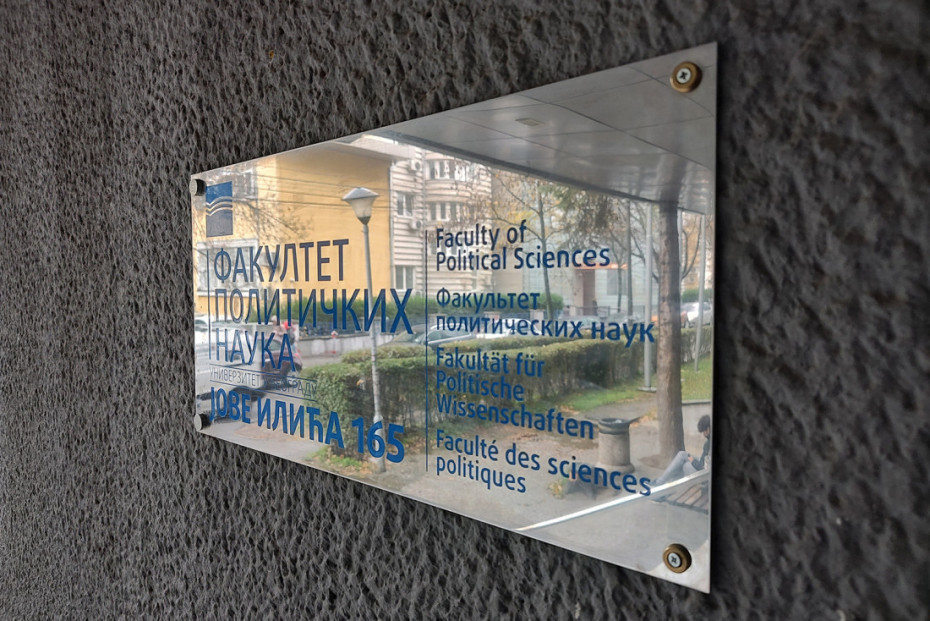 ФАКУЛТЕТ
ПОЛИТИЧКИХ
НАУКА
УНИВЕРЗИТЕТ
ЈОВЕ ИЛИЋА 165
Faculty of
Political Sciences
Факультет
политических наук
Fakultät für
Politische
Wissenschaften
Faculté des sciences
politiques